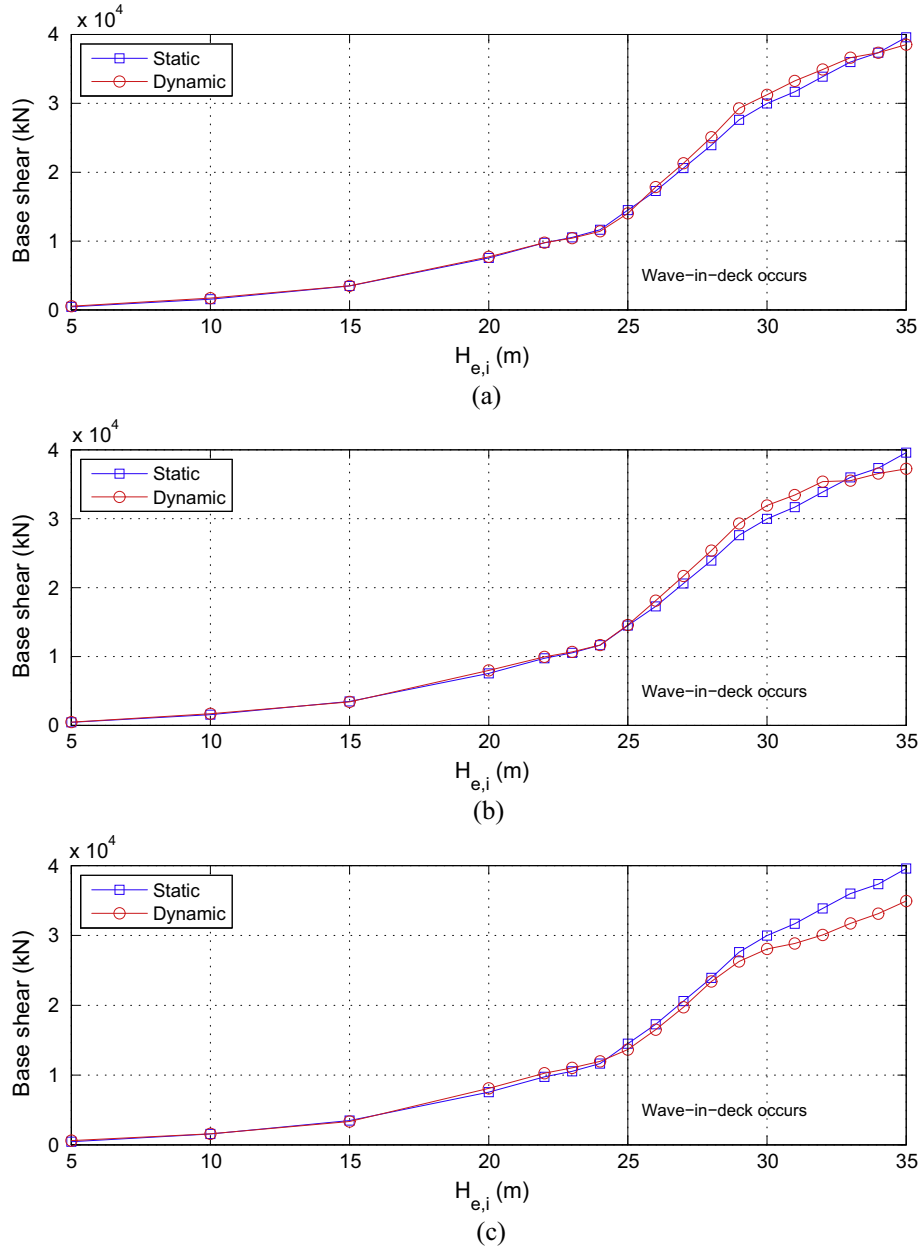 x 10^4
4
3
2
1
0
Base shear (kN)
Static
Dynamic
Wave−in−deck occurs
5 10 15 20 25 30 35
H_e,i (m)
(a)
x 10^4
4
3
2
1
0
Base shear (kN)
Static
Dynamic
Wave−in−deck occurs
5 10 15 20 25 30 35
H_e,i (m)
(b)
x 10^4
4
3
2
1
0
Base shear (kN)
Static
Dynamic
Wave−in−deck occurs
5 10 15 20 25 30 35
H_e,i (m)
(c)